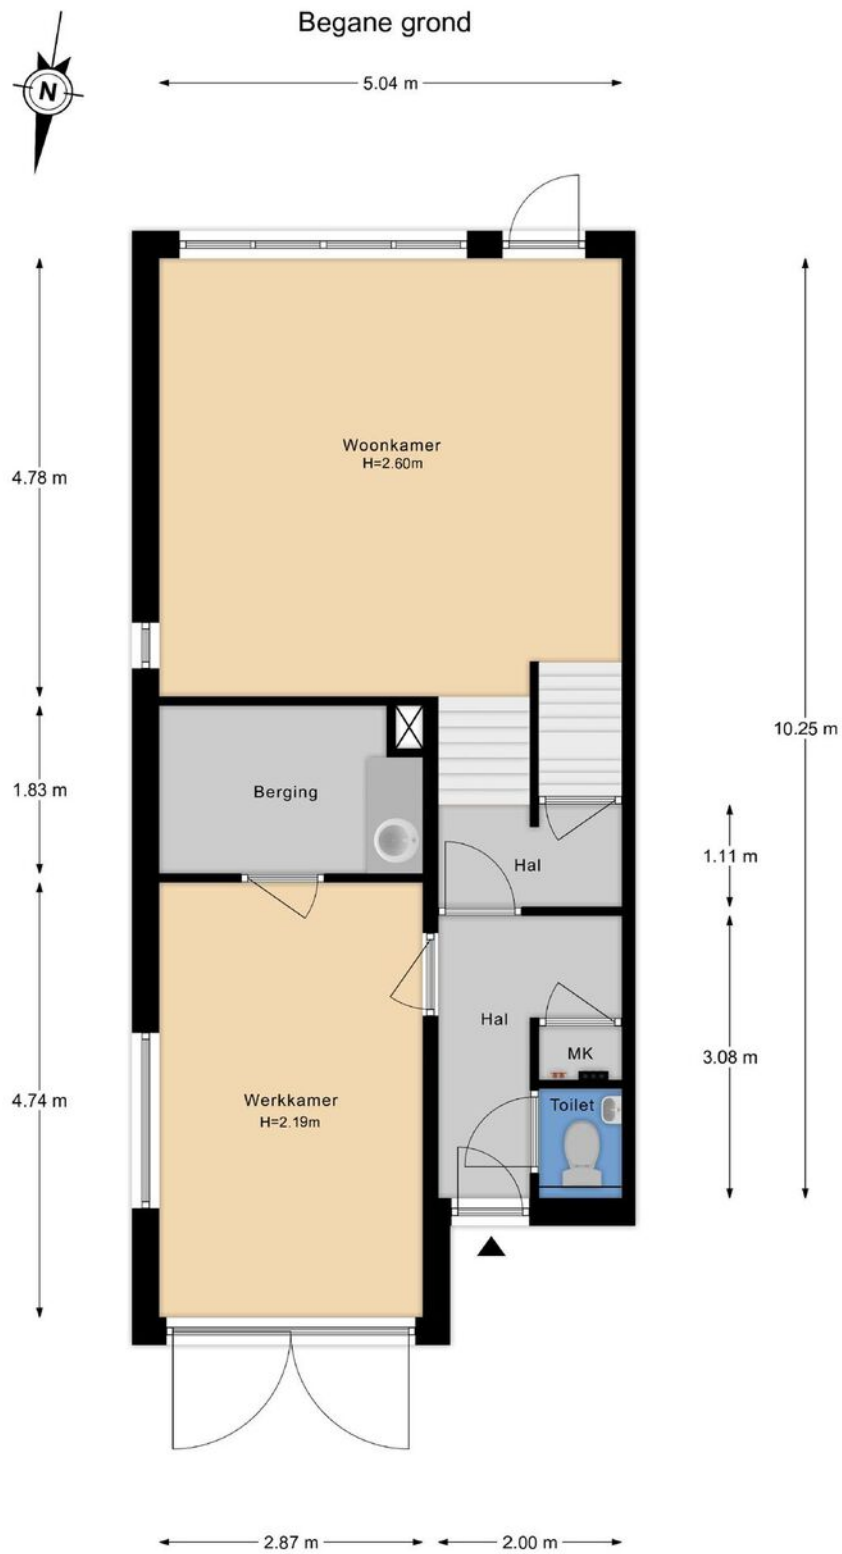 Begane grond
N
5.04 m
Woonkamer
H=2.60m
4.78 m
10.25 m
Berging
1.83 m
Hal
1.11 m
Hal
MK
3.08 m
Toilet
Werkkamer
H=2.19m
4.74 m
2.87 m
2.00 m